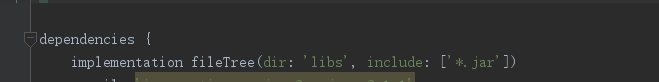 dependencies {
implementation fileTree(dir: 'libs', include: ['*.jar'])